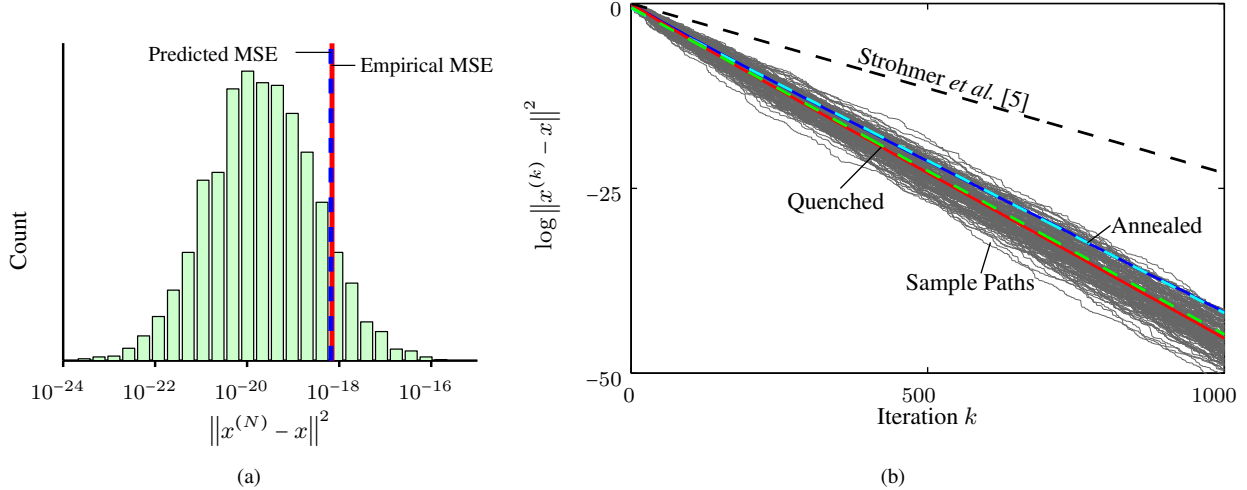 Predicted MSE
Empirical MSE
Count
10⁻²⁴
10⁻²²
10⁻²⁰
10⁻¹⁸
10⁻¹⁶
‖x⁽ᴺ⁾ − x‖²
(a)
0
−25
−50
log ‖x⁽ᵏ⁾ − x‖²
Strohmer et al. [5]
Quenched
Annealed
Sample Paths
0
500
1000
Iteration k
(b)